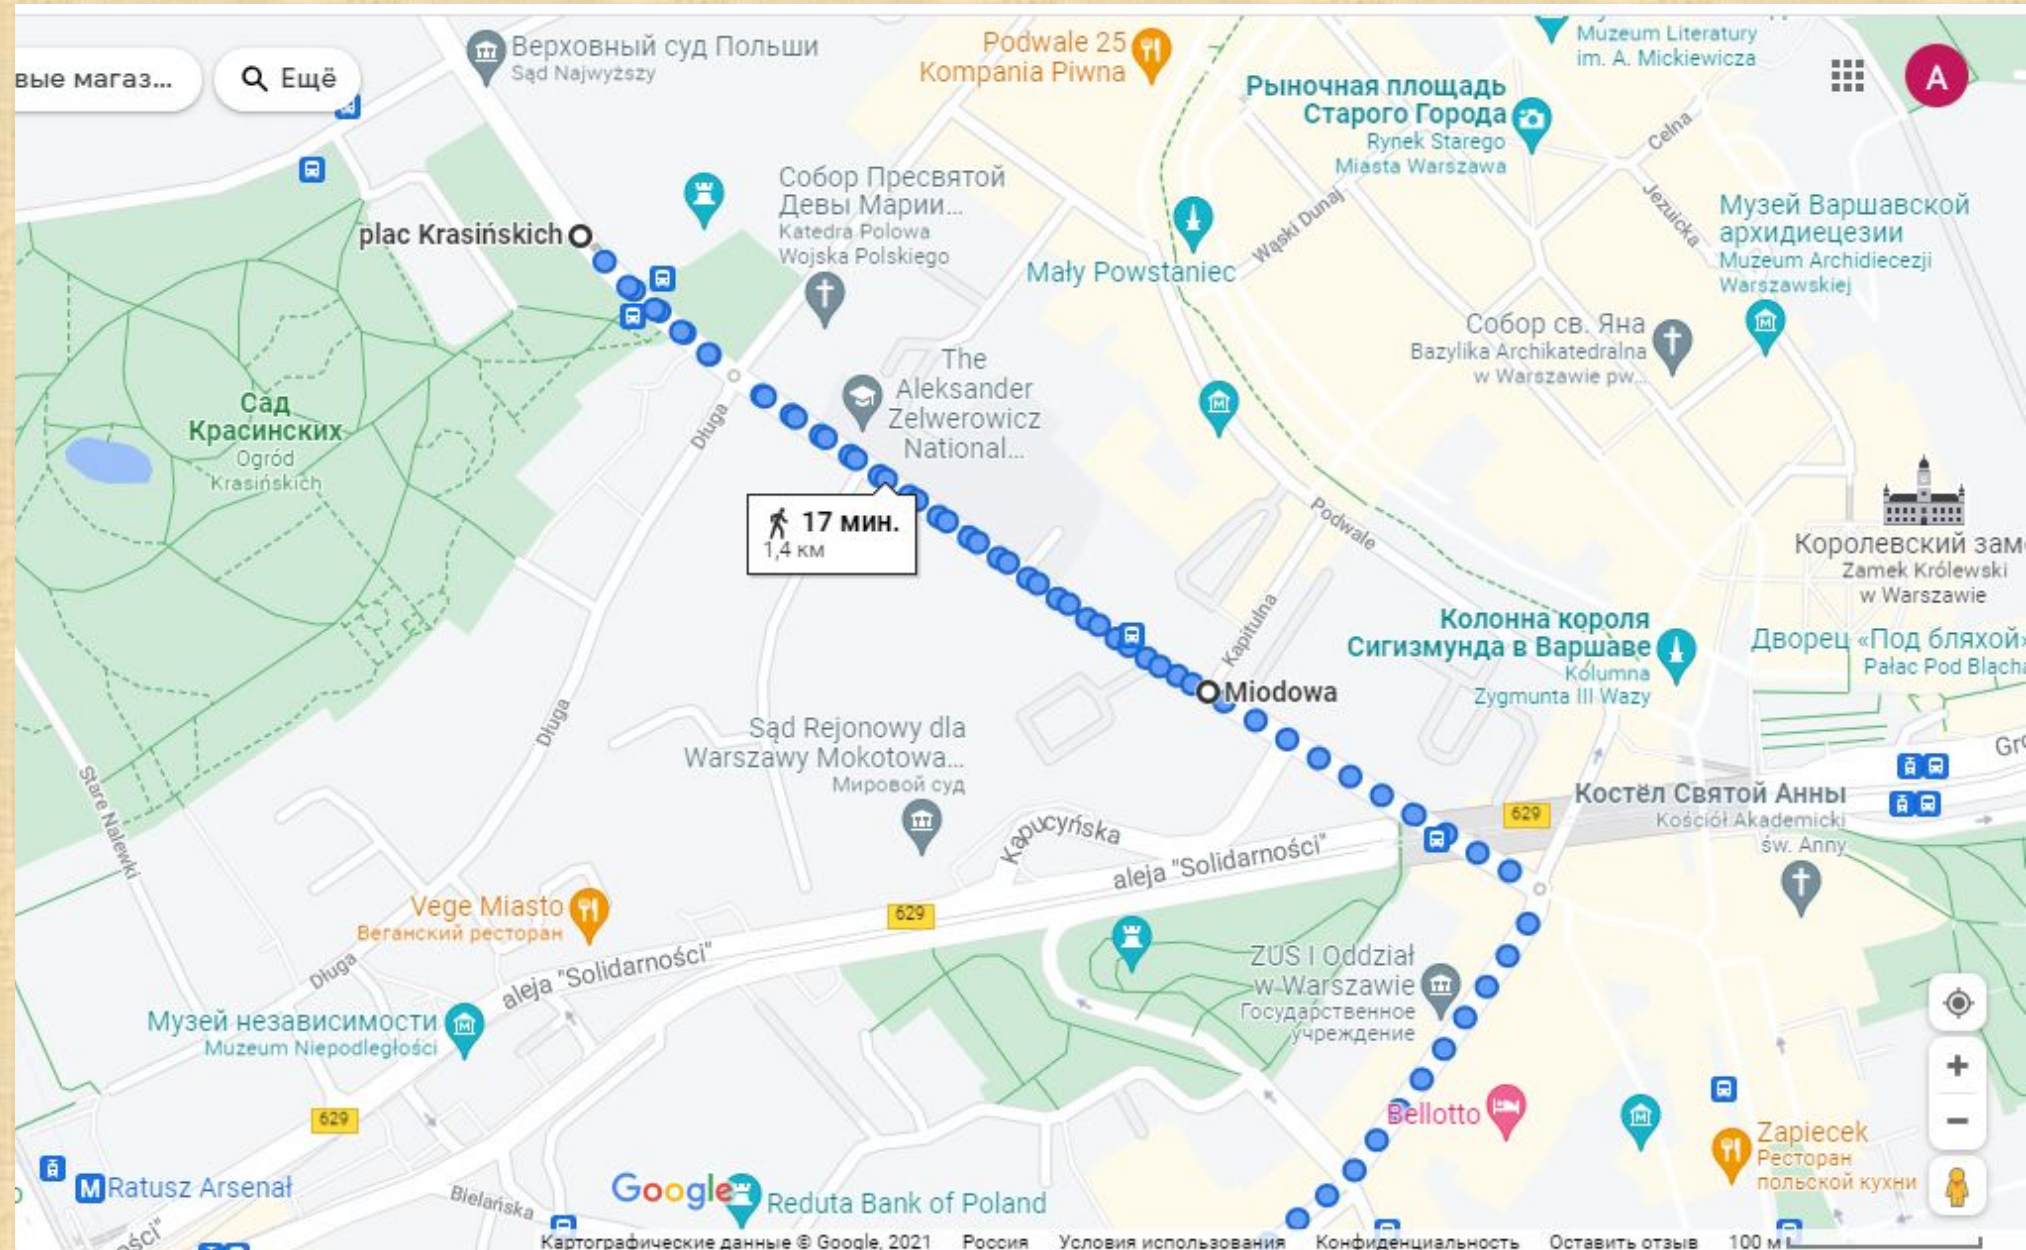 вые магаз...
Ещё
Верховный суд Польши
Sąd Najwyższy
Podwale 25
Kompania Piwna
Muzeum Literatury
im. A. Mickiewicza
A
Рыночная площадь
Старого Города
Rynek Starego
Miasta Warszawa
Celna
Jezuicka
Собор Пресвятой
Девы Марии...
Katedra Polowa
Wojska Polskiego
plac Krasińskich
Mały Powstaniec
Wąski Dunaj
Музей Варшавской
архидиецезии
Muzeum Archidiecezji
Warszawskiej
Собор св. Яна
Bazylika Archikatedralna
w Warszawie pw...
The
Aleksander
Zelwerowicz
National...
Сад
Красинских
Ogród
Krasińskich
Długa
17 мин.
1,4 км
Podwale
Королевский зам
Zamek Królewski
w Warszawie
Kapitulna
Колонна короля
Сигизмунда в Варшаве
Kolumna
Zygmunta III Wazy
Дворец «Под бляхой»
Pałac Pod Blacha
Miodowa
Długa
Sąd Rejonowy dla
Warszawy Mokotowa...
Мировой суд
Stare Nalewki
Kapucyńska
aleja "Solidarności"
629
Gro
Костёл Святой Анны
Kościół Akademicki
św. Anny
Vege Miasto
Веганский ресторан
629
Długa
aleja "Solidarności"
ZUS I Oddział
w Warszawie
Государственное
учреждение
Музей независимости
Muzeum Niepodległości
629
Bellotto
Zapiecek
Ресторан
польской кухни
M Ratusz Arsenał
Bielańska
Google
Reduta Bank of Poland
ości"
Картографические данные © Google, 2021 Россия Условия использования Конфиденциальность Оставить отзыв 100 м